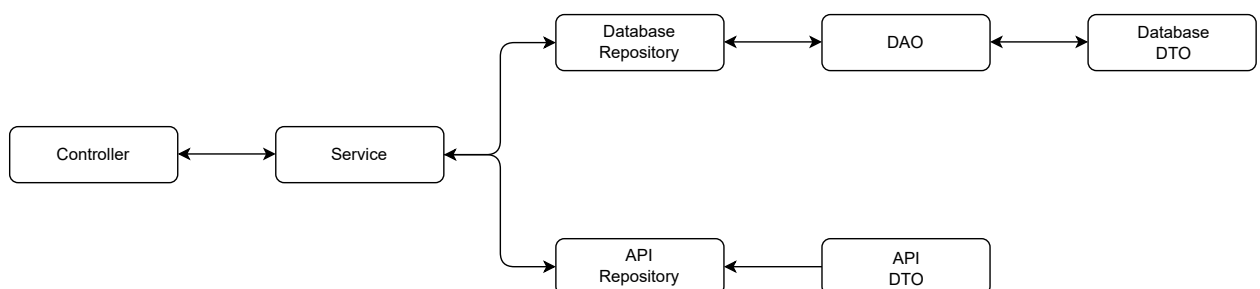 Database
Repository
DAO
Database
DTO
Controller
Service
API
Repository
API
DTO